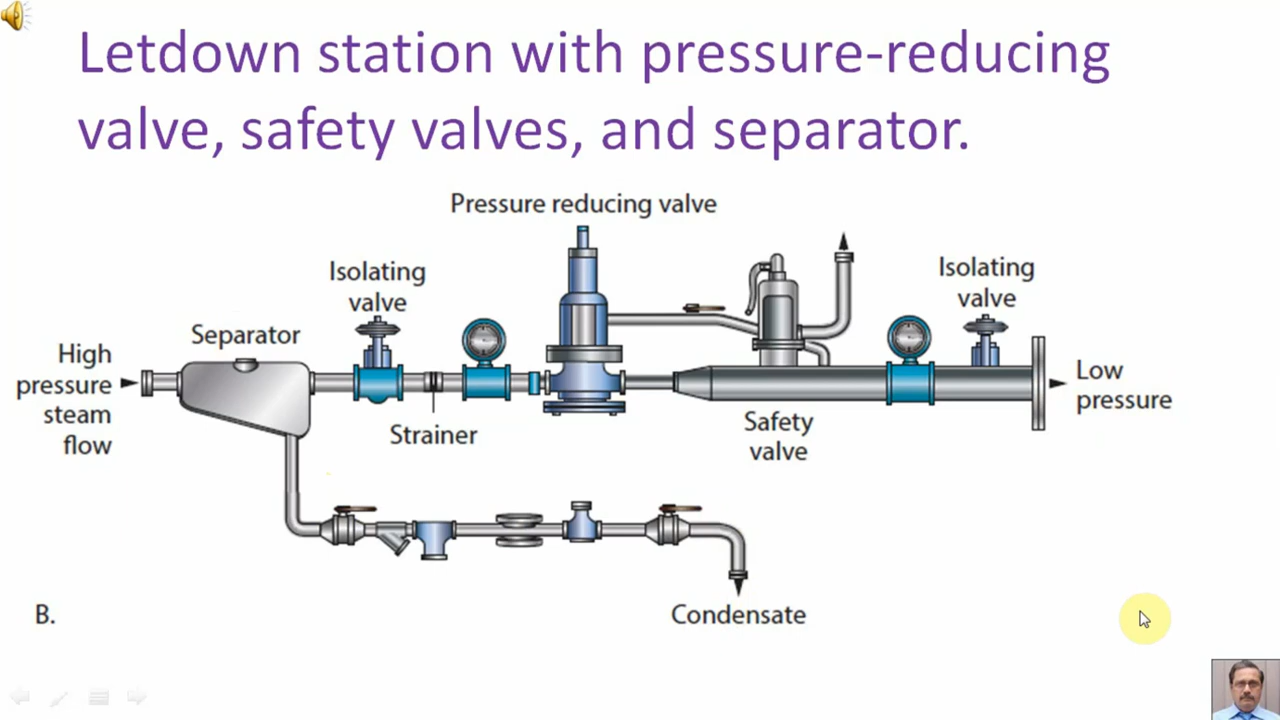 Letdown station with pressure-reducing
valve, safety valves, and separator.
Pressure reducing valve
Isolating
valve
Isolating
valve
Separator
High
pressure
steam
flow
Low
pressure
Strainer
Safety
valve
Condensate
B.